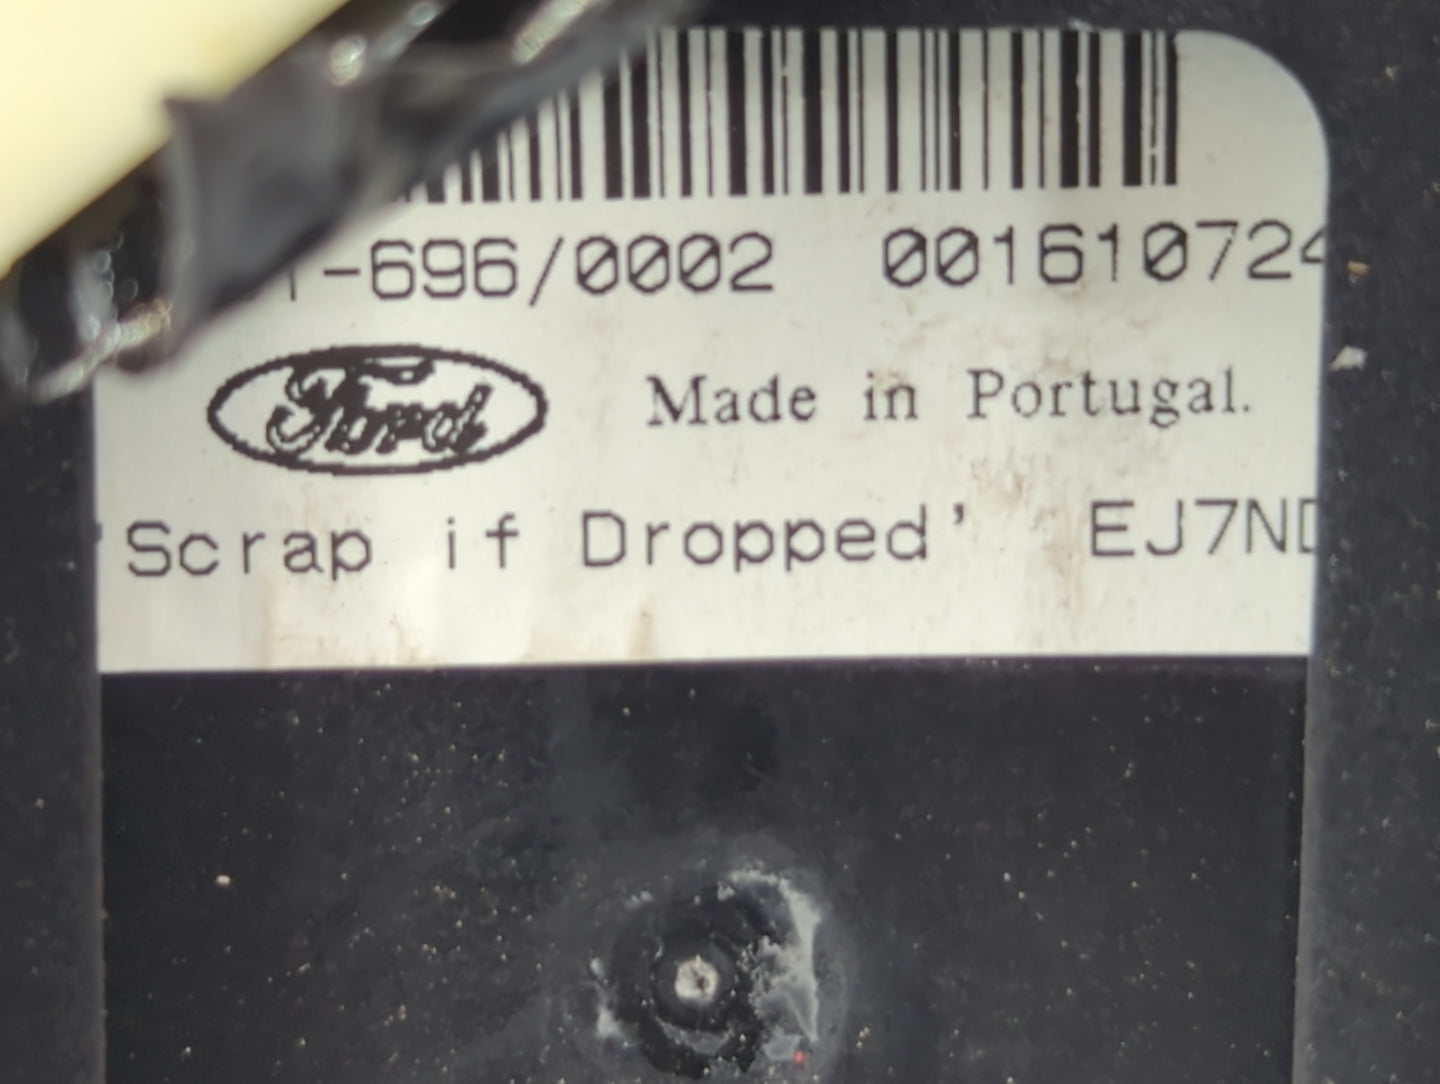 -696/0002 001610724
Ford Made in Portugal.
'Scrap if Dropped' EJ7N